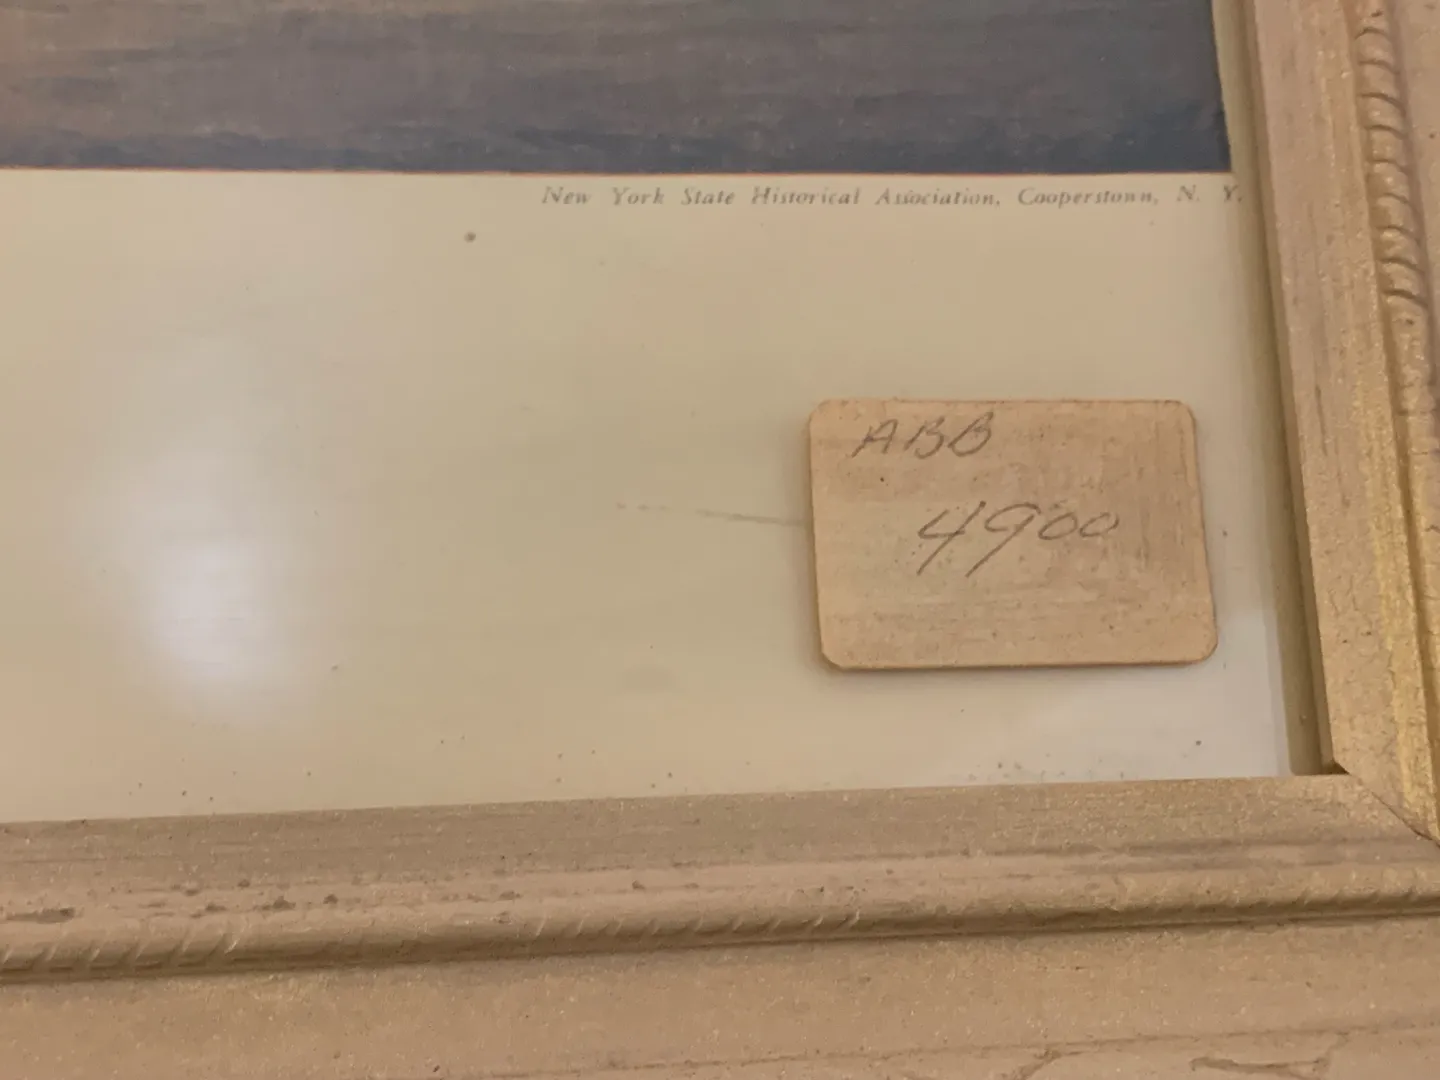 New York State Historical Association, Cooperstown, N. Y.
ABB
4900